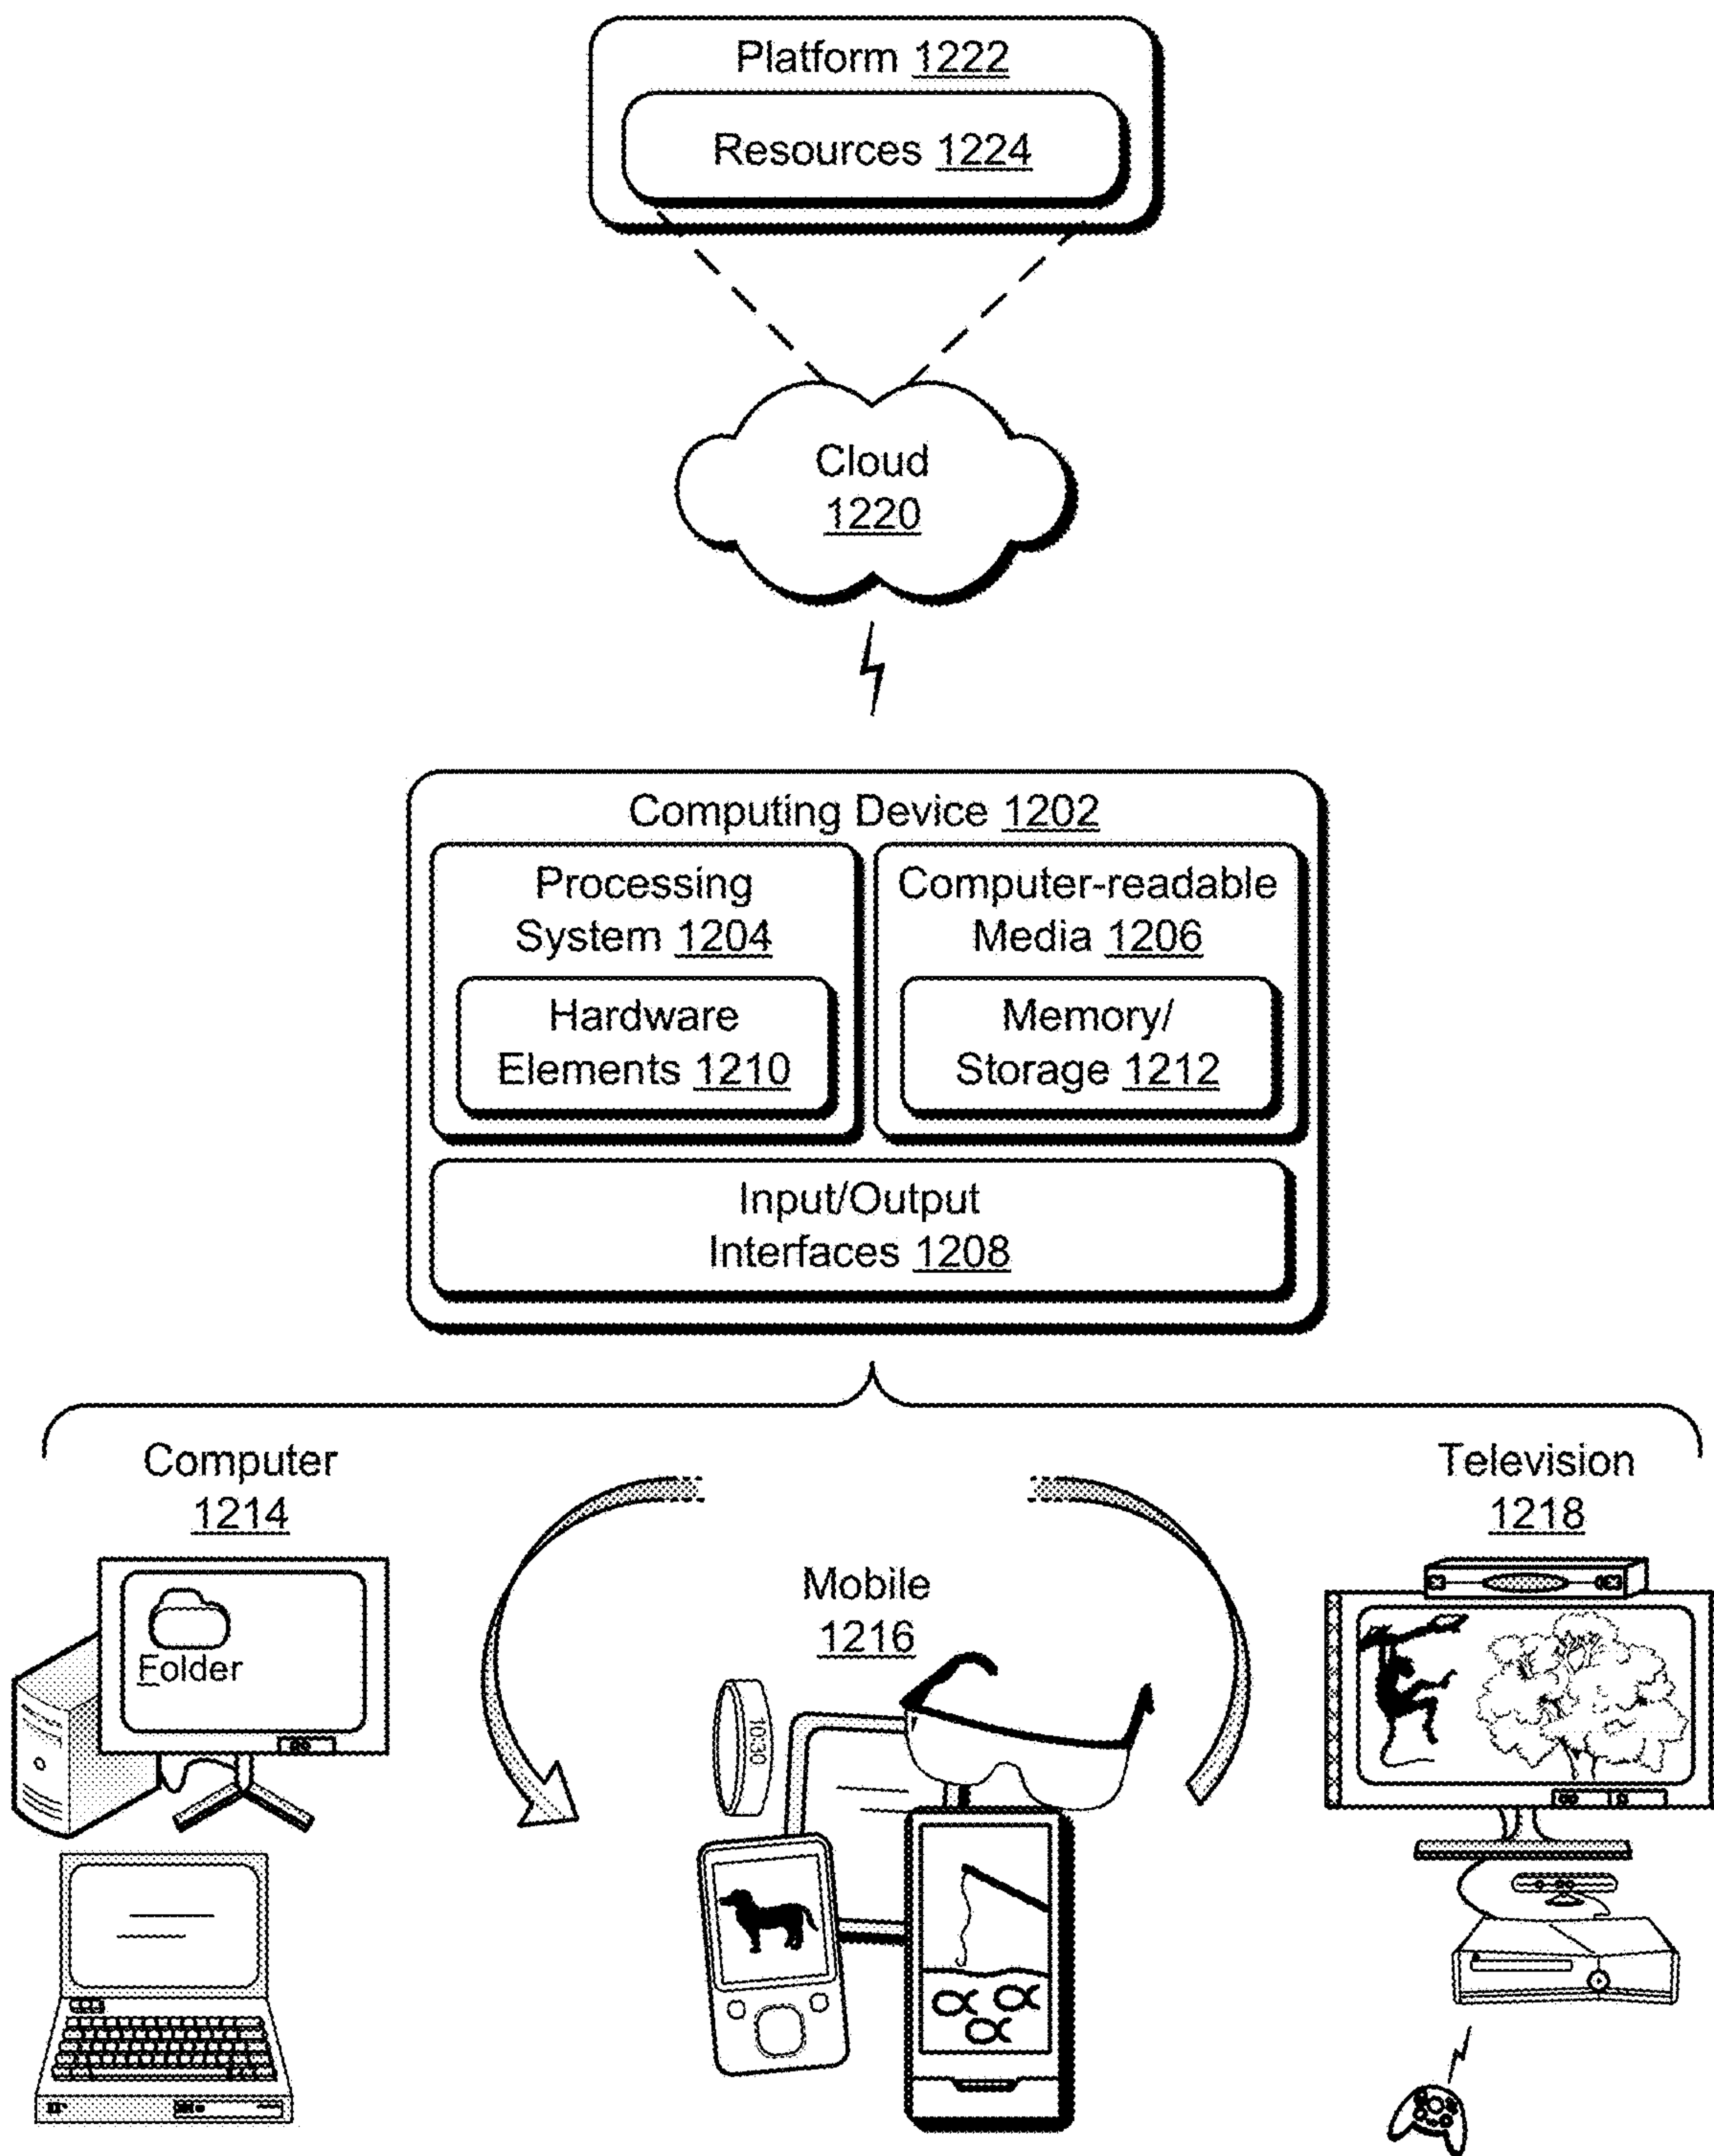 Platform 1222
Resources 1224
Cloud
1220
Computing Device 1202
Processing
System 1204
Hardware
Elements 1210
Computer-readable
Media 1206
Memory/
Storage 1212
Input/Output
Interfaces 1208
Computer
1214
Folder
Mobile
1216
10:30
Television
1218